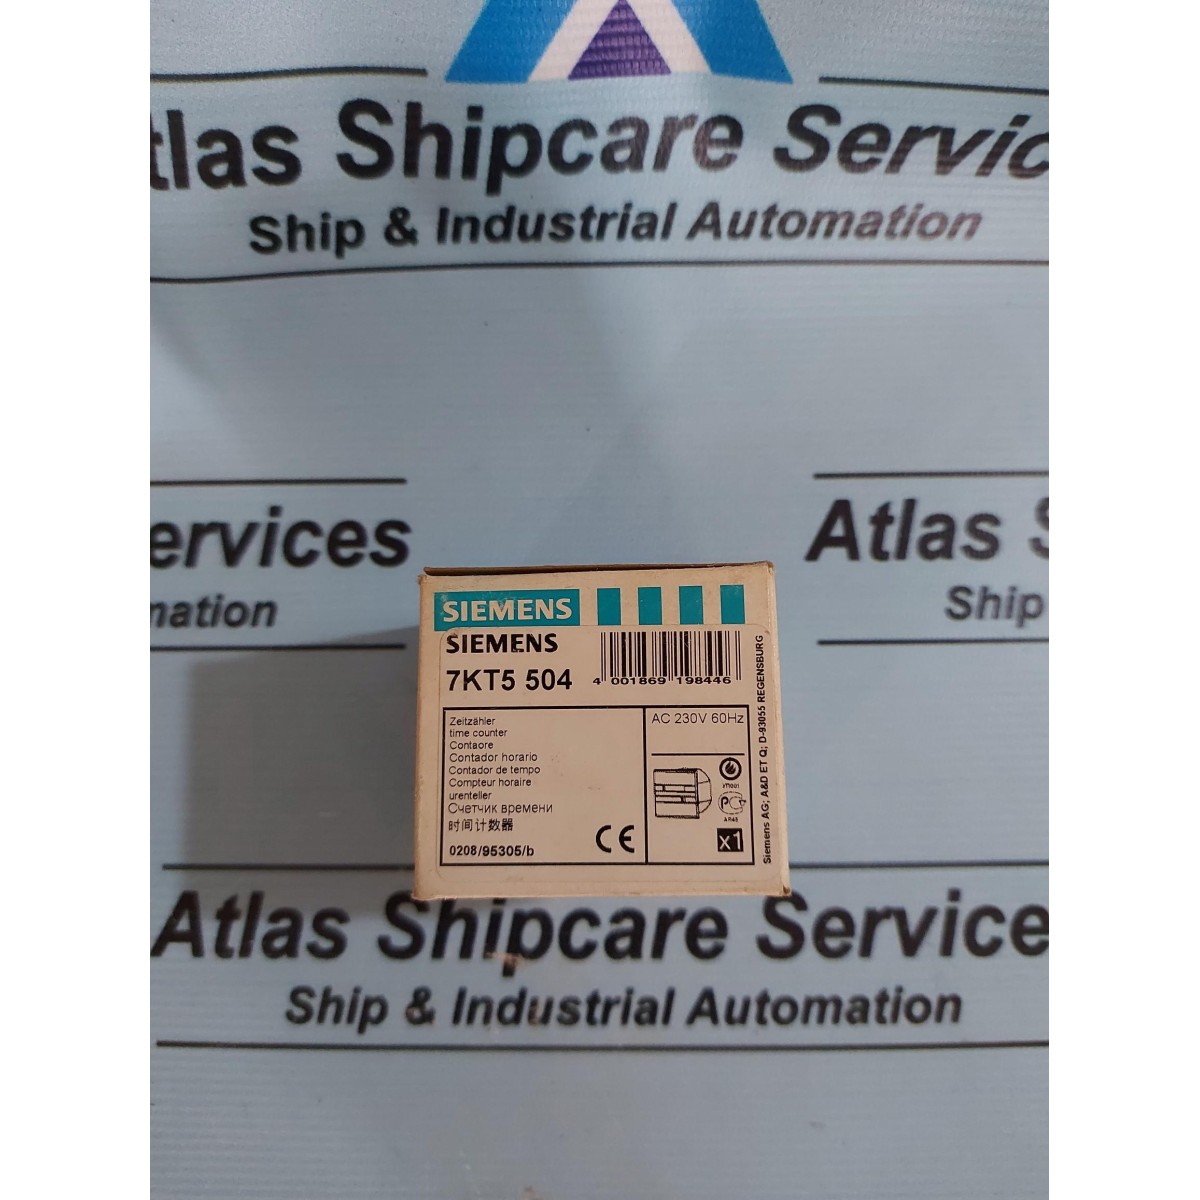 tlas Shipcare Servic
Ship & Industrial Automation
ervices
nation
Atlas S
Ship
SIEMENS
SIEMENS
7KT5 504
4 001869 198446
Zeitzähler
time counter
Contaore
Contador horario
Contador de tempo
Compteur horaire
urenteller
Счетчик времени
时间计数器
0208/95305/b
CE
AC 230V 60Hz
PC
x1
Siemens AG; A&D ET Q; D-93055 REGENSBURG
Atlas Shipcare Service
Ship & Industrial Automation